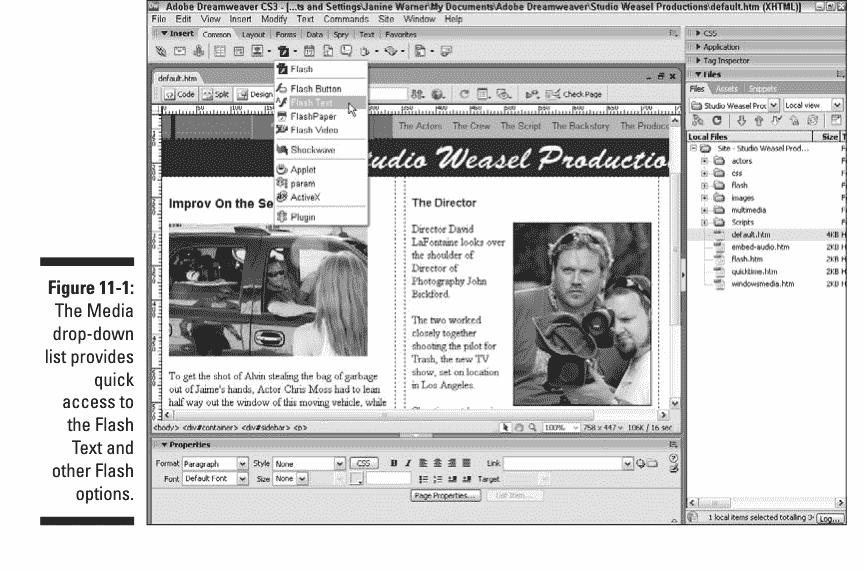 Adobe Dreamweaver CS3 - [...ts and Settings\Janine Warner\My Documents\Adobe Dreamweaver\Studio Weasel Productions\default.htm (XHTML)]
File Edit View Insert Modify Text Commands Site Window Help
Insert Common Layout Forms Data Spry Text Favorites
default.htm
Code Split Design
Check Page
Flash
Flash Button
Flash Text
FlashPaper
Flash Video
Shockwave
Applet
param
ActiveX
Plugin
The Actors The Crew The Script The Backstory The Produc
tudio Weasel Productio
Improv On the Se
The Director
Director David
LaFontaine looks over
the shoulder of
Director of
Photography John
Bickford.
The two worked
closely together
shooting the pilot for
Trash, the new TV
show, set on location
in Los Angeles.
To get the shot of Alvin stealing the bag of garbage
out of Jaime's hands, Actor Chris Moss had to lean
half way out the window of this moving vehicle, while
<body> <div#container> <div#sidebar> <p>
100% 758 x 447 106K / 16 sec
Properties
Format Paragraph Style None CSS B I Link
Font Default Font Size None Target
Page Properties... List Item...
CSS
Application
Tag Inspector
Files
Files Assets Snippets
Studio Weasel Proc Local view
Local Files Size T
Site - Studio Weasel Prod...
actors
css
flash
images
multimedia
Scripts
default.htm 4KB H
embed-audio.htm 2KB H
flash.htm 2KB H
quicktime.htm 2KB H
windowsmedia.htm 2KB H
1 local items selected totalling Log...
Figure 11-1:
The Media
drop-down
list provides
quick
access to
the Flash
Text and
other Flash
options.